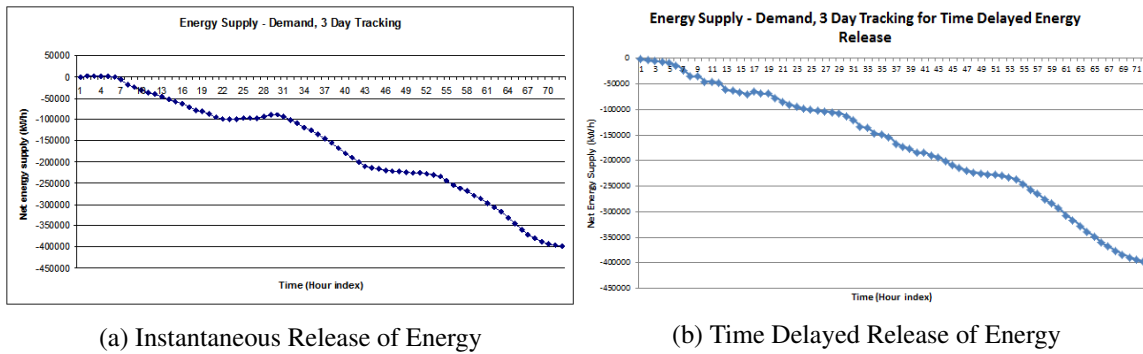 Energy Supply - Demand, 3 Day Tracking
50000
0
-50000
-100000
-150000
-200000
-250000
-300000
-350000
-400000
-450000
Net energy supply (kWh)
1 4 7 10 13 16 19 22 25 28 31 34 37 40 43 46 49 52 55 58 61 64 67 70
Time (Hour index)
(a) Instantaneous Release of Energy
Energy Supply - Demand, 3 Day Tracking for Time Delayed Energy
Release
0
-50000
-100000
-150000
-200000
-250000
-300000
-350000
-400000
-450000
Net Energy Supply (kWh)
1 3 5 7 9 11 13 15 17 19 21 23 25 27 29 31 33 35 37 39 41 43 45 47 49 51 53 55 57 59 61 63 65 67 69 71
Time (Hour index)
(b) Time Delayed Release of Energy